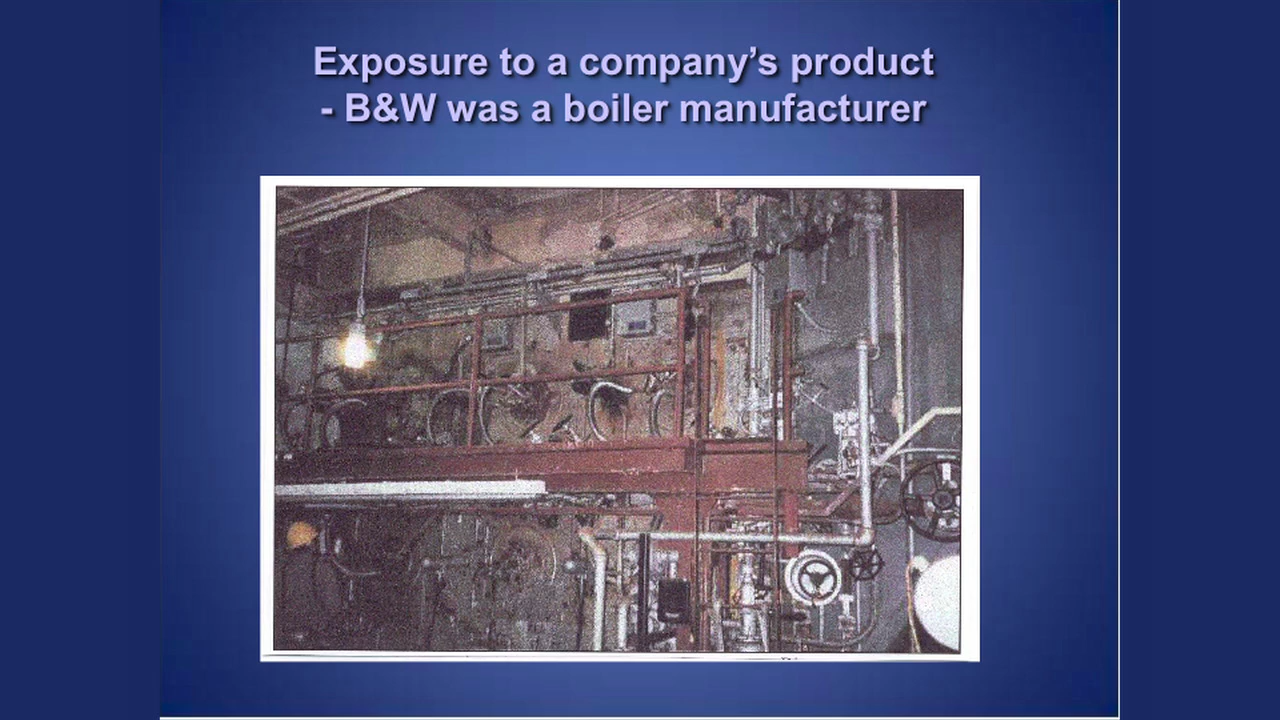 Exposure to a company’s product
- B&W was a boiler manufacturer